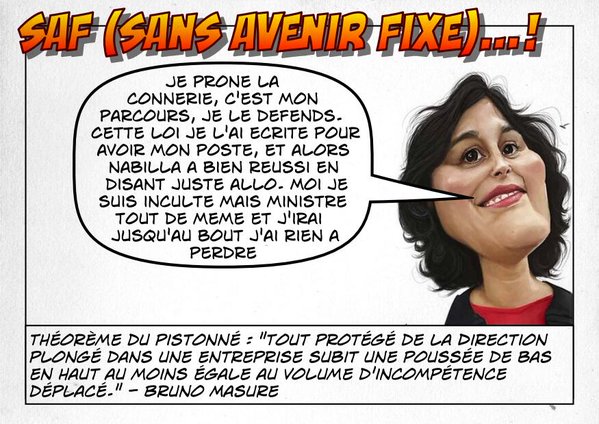 SAF (SANS AVENIR FIXE)...!
JE PRONE LA
CONNERIE, C'EST MON
PARCOURS, JE LE DEFENDS.
CETTE LOI JE L'AI ECRITE POUR
AVOIR MON POSTE, ET ALORS
NABILLA A BIEN REUSSI EN
DISANT JUSTE ALLO. MOI JE
SUIS INCULTE MAIS MINISTRE
TOUT DE MEME ET J'IRAI
JUSQU'AU BOUT J'AI RIEN A
PERDRE
THÉORÈME DU PISTONNÉ : "TOUT PROTÉGÉ DE LA DIRECTION
PLONGÉ DANS UNE ENTREPRISE SUBIT UNE POUSSÉE DE BAS
EN HAUT AU MOINS ÉGALE AU VOLUME D'INCOMPÉTENCE
DÉPLACÉ." - BRUNO MASURE